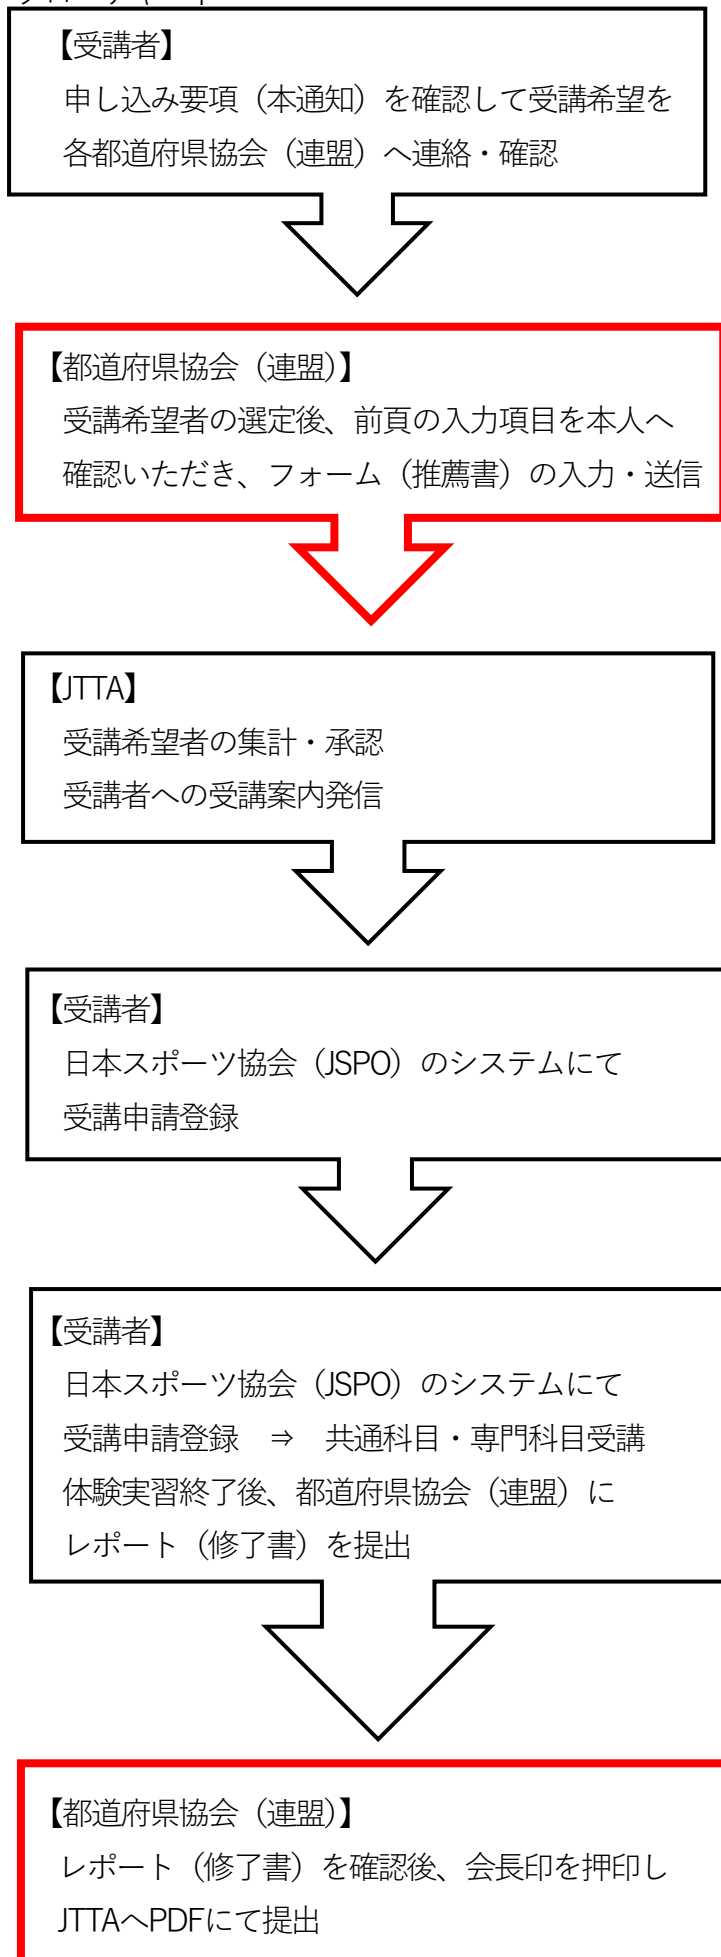 【受講者】
申し込み要項（本通知）を確認して受講希望を
各都道府県協会（連盟）へ連絡・確認
【都道府県協会（連盟）】
受講希望者の選定後、前頁の入力項目を本人へ
確認いただき、フォーム（推薦書）の入力・送信
【JTTA】
受講希望者の集計・承認
受講者への受講案内発信
【受講者】
日本スポーツ協会（JSPO）のシステムにて
受講申請登録
【受講者】
日本スポーツ協会（JSPO）のシステムにて
受講申請登録　⇒　共通科目・専門科目受講
体験実習終了後、都道府県協会（連盟）に
レポート（修了書）を提出
【都道府県協会（連盟）】
レポート（修了書）を確認後、会長印を押印し
JTTAへPDFにて提出